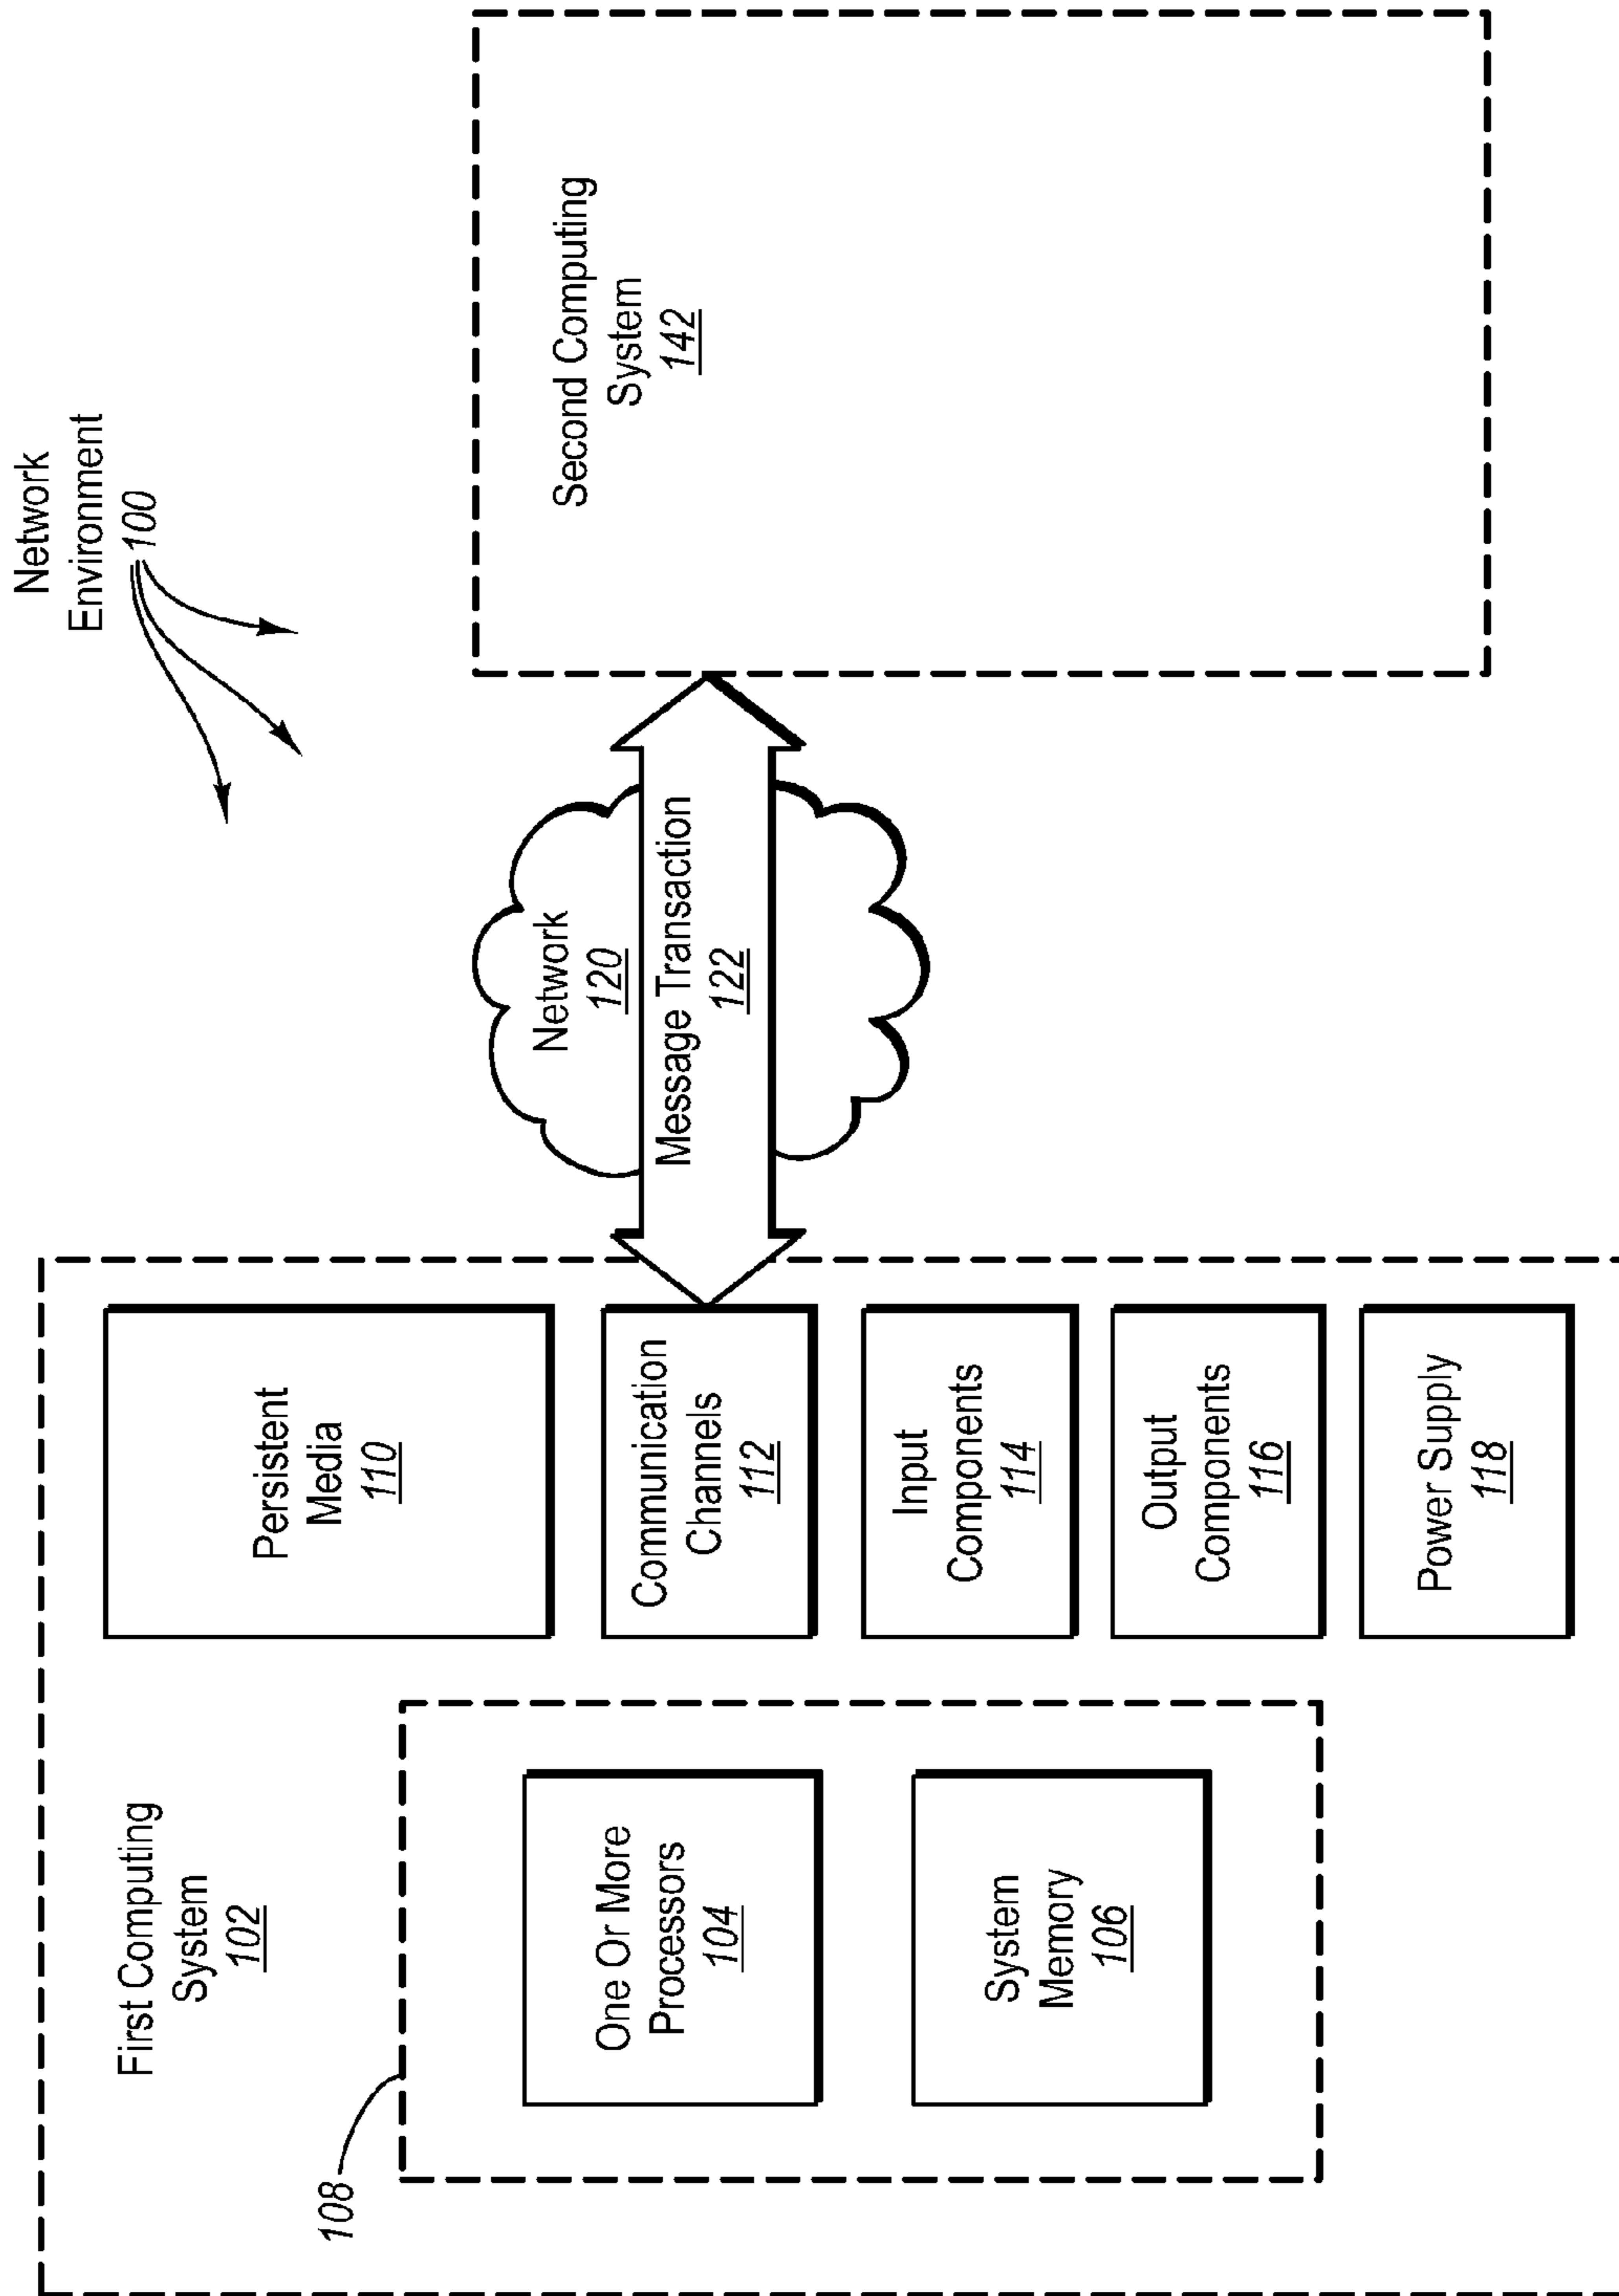 Network
Environment
100
First Computing
System
102
108
One Or More
Processors
104
System
Memory
106
Persistent
Media
110
Communication
Channels
112
Input
Components
114
Output
Components
116
Power Supply
118
Network
120
Message Transaction
122
Second Computing
System
142